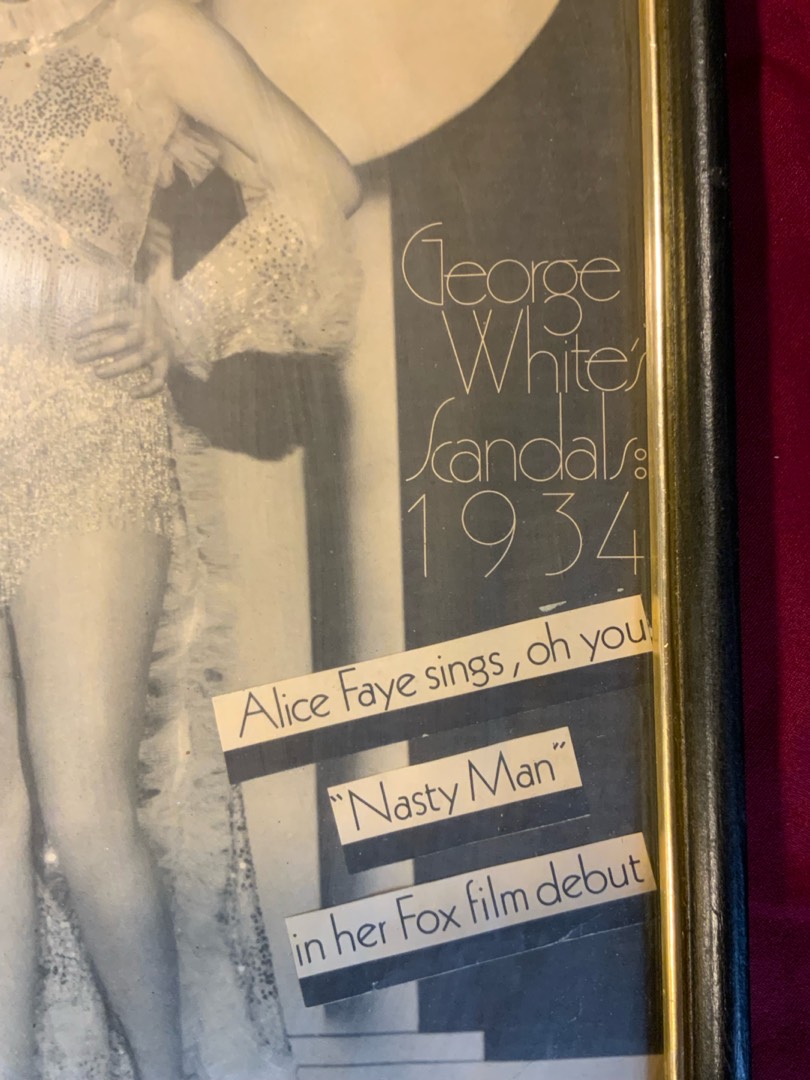 George
White's
Scandals:
1934
Alice Faye sings, oh you
"Nasty Man"
in her Fox film debut